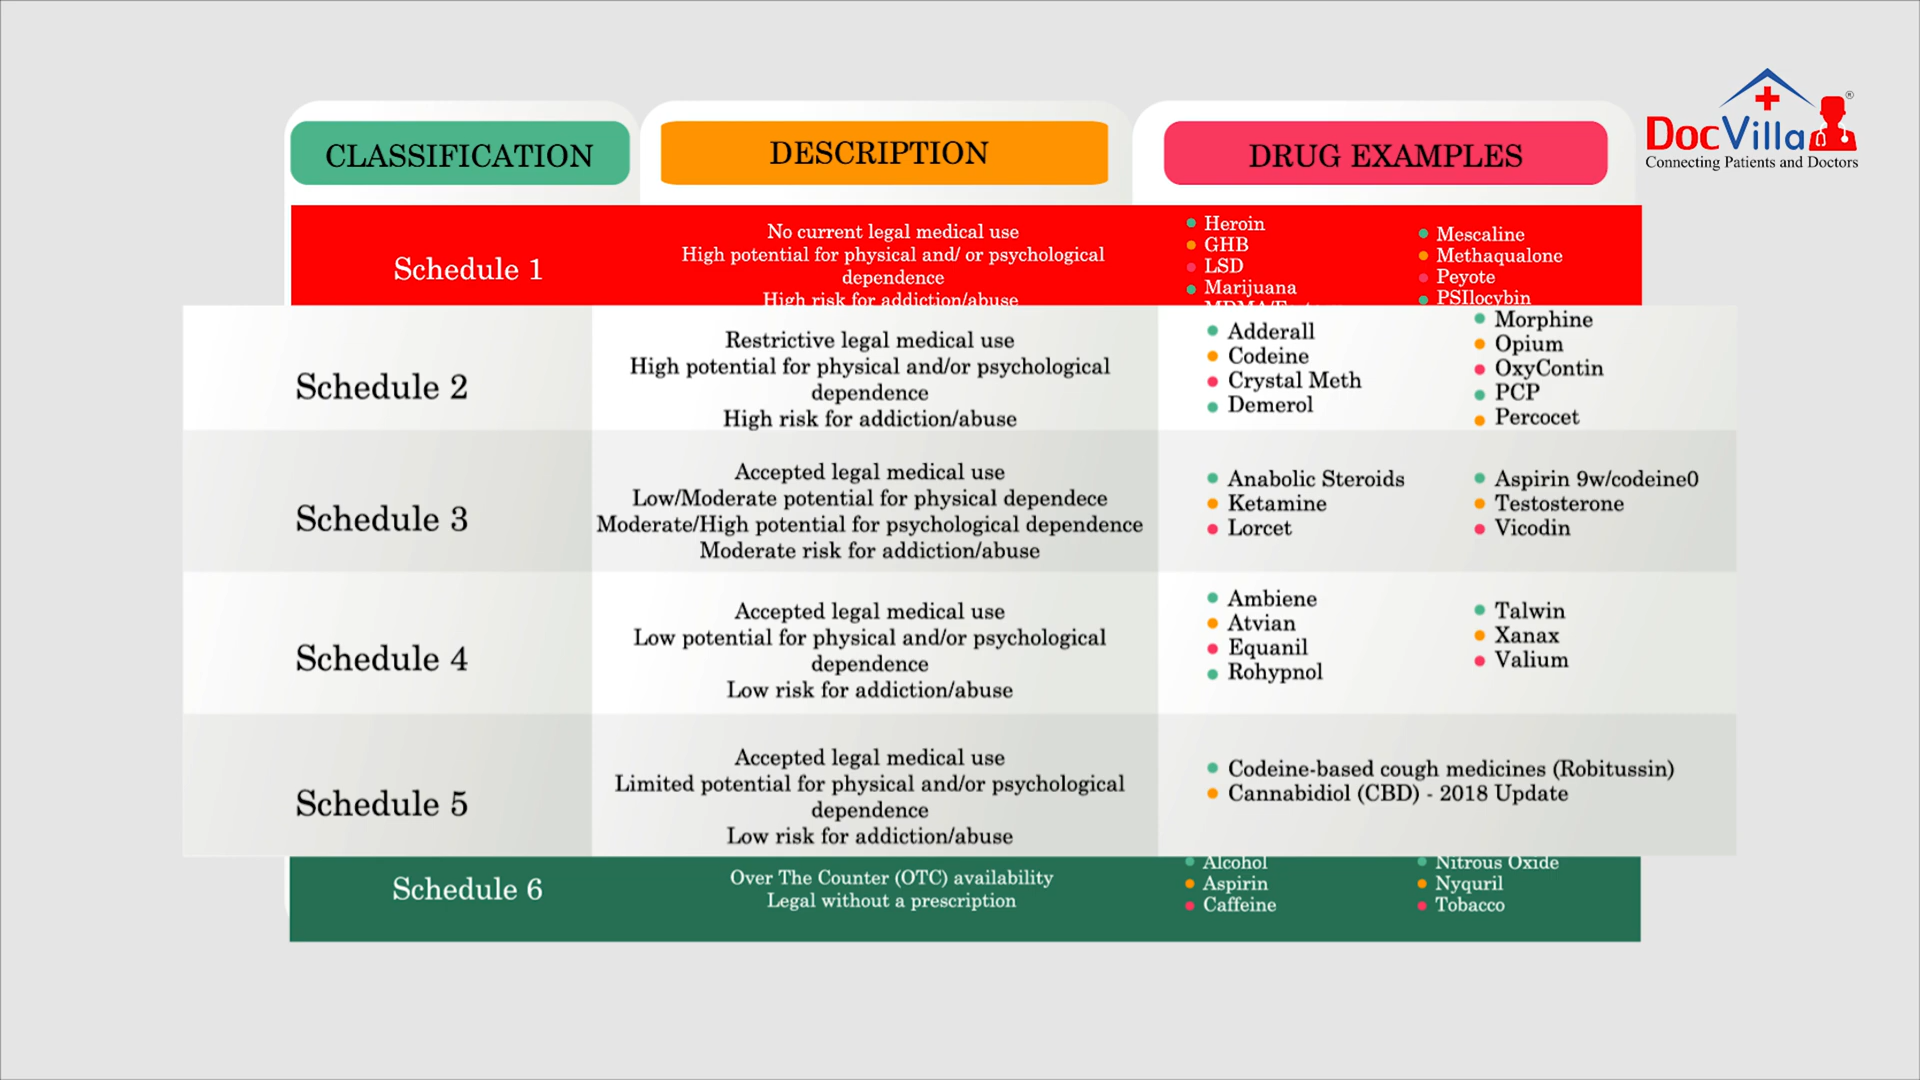 DocVilla®
Connecting Patients and Doctors
CLASSIFICATION
DESCRIPTION
DRUG EXAMPLES
Schedule 1
No current legal medical use
High potential for physical and/ or psychological
dependence
High risk for addiction/abuse
Heroin
GHB
LSD
Marijuana
Mescaline
Methaqualone
Peyote
PSIlocybin
Schedule 2
Restrictive legal medical use
High potential for physical and/or psychological
dependence
High risk for addiction/abuse
Adderall
Codeine
Crystal Meth
Demerol
Morphine
Opium
OxyContin
PCP
Percocet
Schedule 3
Accepted legal medical use
Low/Moderate potential for physical dependece
Moderate/High potential for psychological dependence
Moderate risk for addiction/abuse
Anabolic Steroids
Ketamine
Lorcet
Aspirin 9w/codeine0
Testosterone
Vicodin
Schedule 4
Accepted legal medical use
Low potential for physical and/or psychological
dependence
Low risk for addiction/abuse
Ambiene
Atvian
Equanil
Rohypnol
Talwin
Xanax
Valium
Schedule 5
Accepted legal medical use
Limited potential for physical and/or psychological
dependence
Low risk for addiction/abuse
Codeine-based cough medicines (Robitussin)
Cannabidiol (CBD) - 2018 Update
Schedule 6
Over The Counter (OTC) availability
Legal without a prescription
Alcohol
Aspirin
Caffeine
Nitrous Oxide
Nyquril
Tobacco